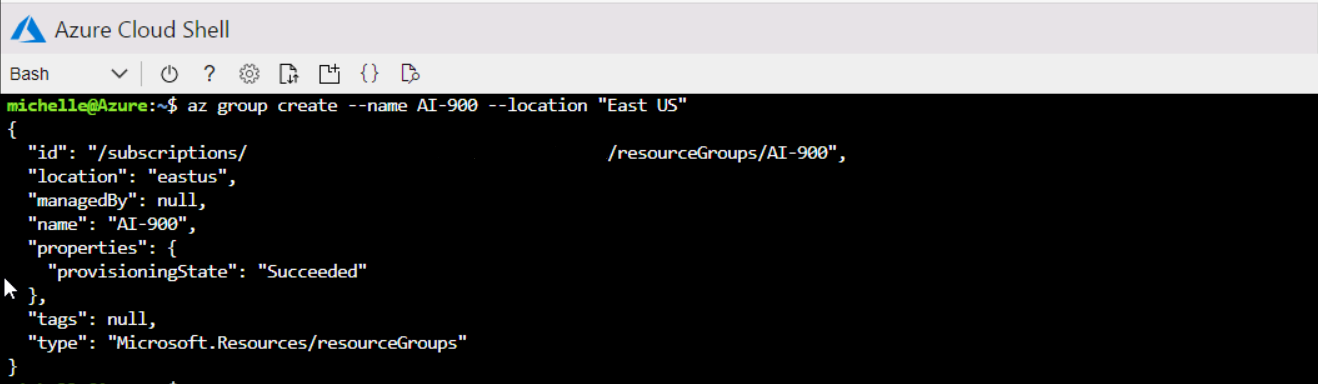 Azure Cloud Shell
Bash ? {}
michelle@Azure:~$ az group create --name AI-900 --location "East US"
{
"id": "/subscriptions/ /resourceGroups/AI-900",
"location": "eastus",
"managedBy": null,
"name": "AI-900",
"properties": {
"provisioningState": "Succeeded"
},
"tags": null,
"type": "Microsoft.Resources/resourceGroups"
}